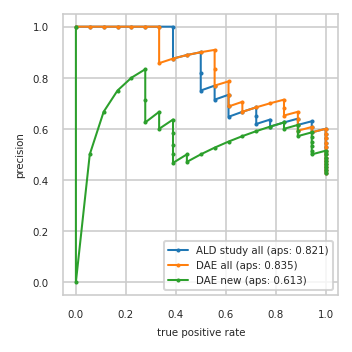 1.0
0.8
0.6
0.4
0.2
0.0
precision
ALD study all (aps: 0.821)
DAE all (aps: 0.835)
DAE new (aps: 0.613)
0.0 0.2 0.4 0.6 0.8 1.0
true positive rate